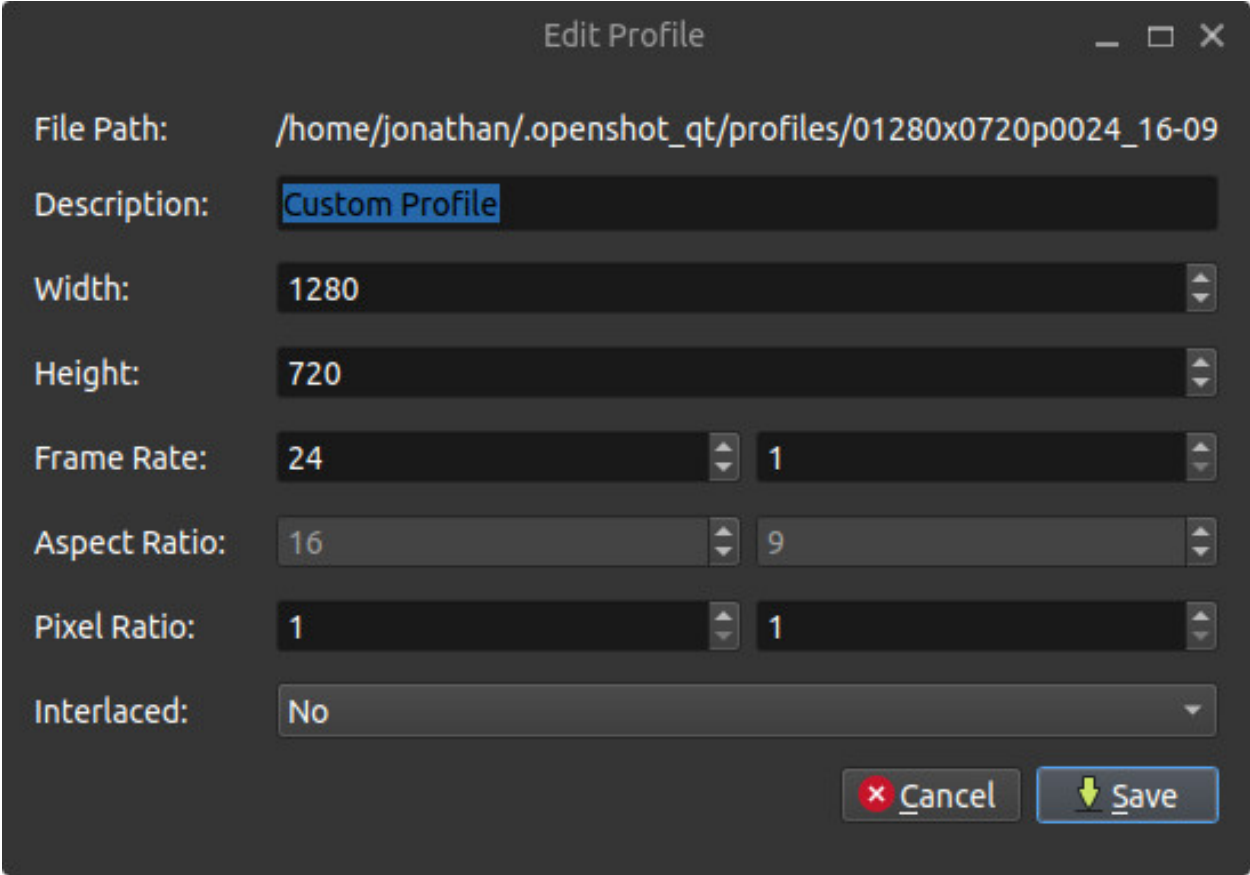 Edit Profile
File Path: /home/jonathan/.openshot_qt/profiles/01280x0720p0024_16-09
Description: Custom Profile
Width: 1280
Height: 720
Frame Rate: 24 1
Aspect Ratio: 16 9
Pixel Ratio: 1 1
Interlaced: No
Cancel Save